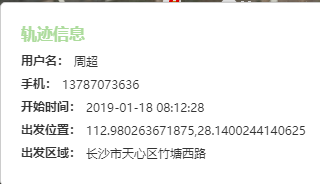 轨迹信息
用户名： 周超
手机： 13787073636
开始时间： 2019-01-18 08:12:28
出发位置： 112.980263671875,28.1400244140625
出发区域： 长沙市天心区竹塘西路